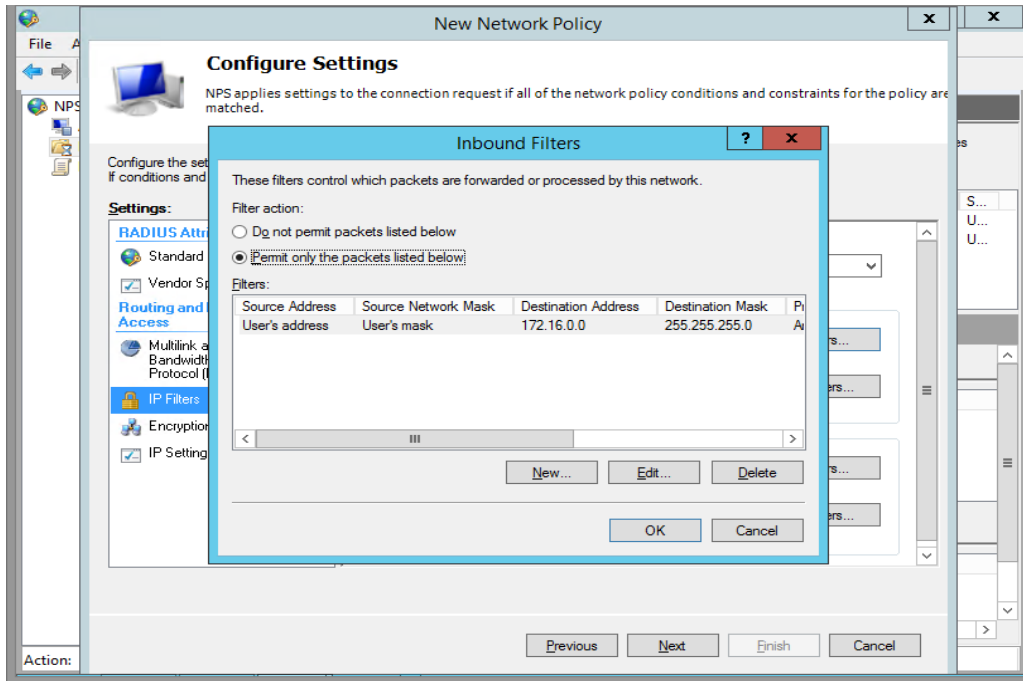 New Network Policy
File
Configure Settings
NPS applies settings to the connection request if all of the network policy conditions and constraints for the policy are
matched.
NPS
Configure the set
If conditions and
Settings:
RADIUS Attri
Standard
Vendor Sp
Routing and
Access
Multilink a
Bandwidth
Protocol (
IP Filters
Encryption
IP Setting
Inbound Filters
?
x
These filters control which packets are forwarded or processed by this network.
Filter action:
Do not permit packets listed below
Permit only the packets listed below
Filters:
Source Address Source Network Mask Destination Address Destination Mask
User's address User's mask 172.16.0.0 255.255.255.0
New... Edit... Delete
OK Cancel
S...
U...
U...
Previous Next Finish Cancel
Action: